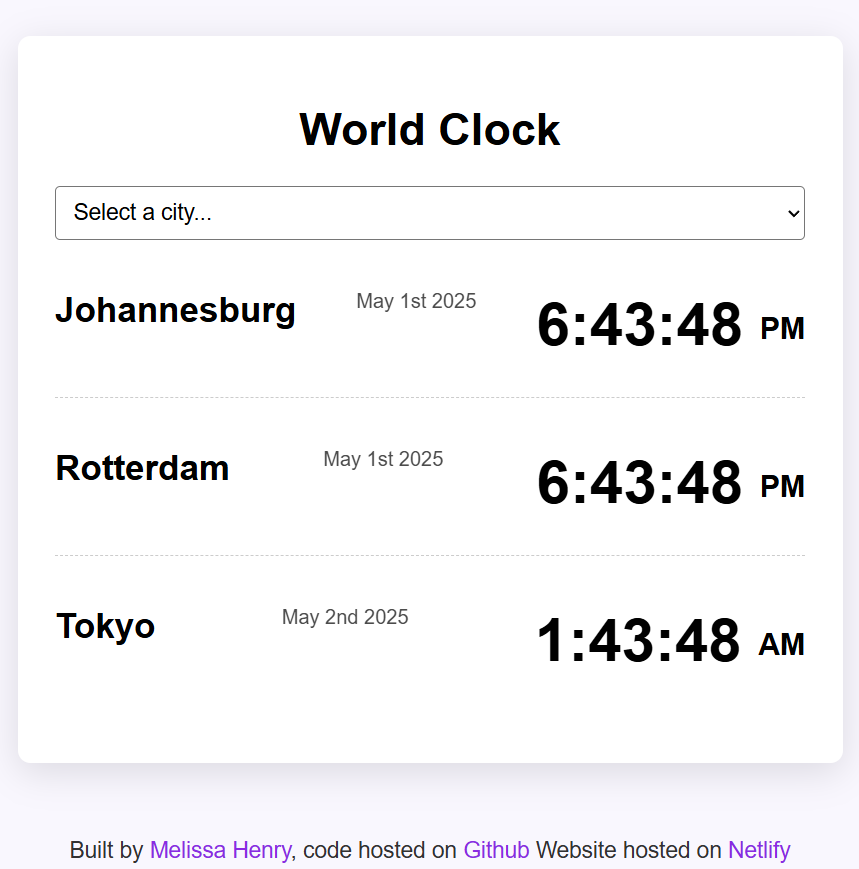 World Clock
Select a city...
Johannesburg May 1st 2025 6:43:48 PM
Rotterdam May 1st 2025 6:43:48 PM
Tokyo May 2nd 2025 1:43:48 AM
Built by Melissa Henry, code hosted on Github Website hosted on Netlify